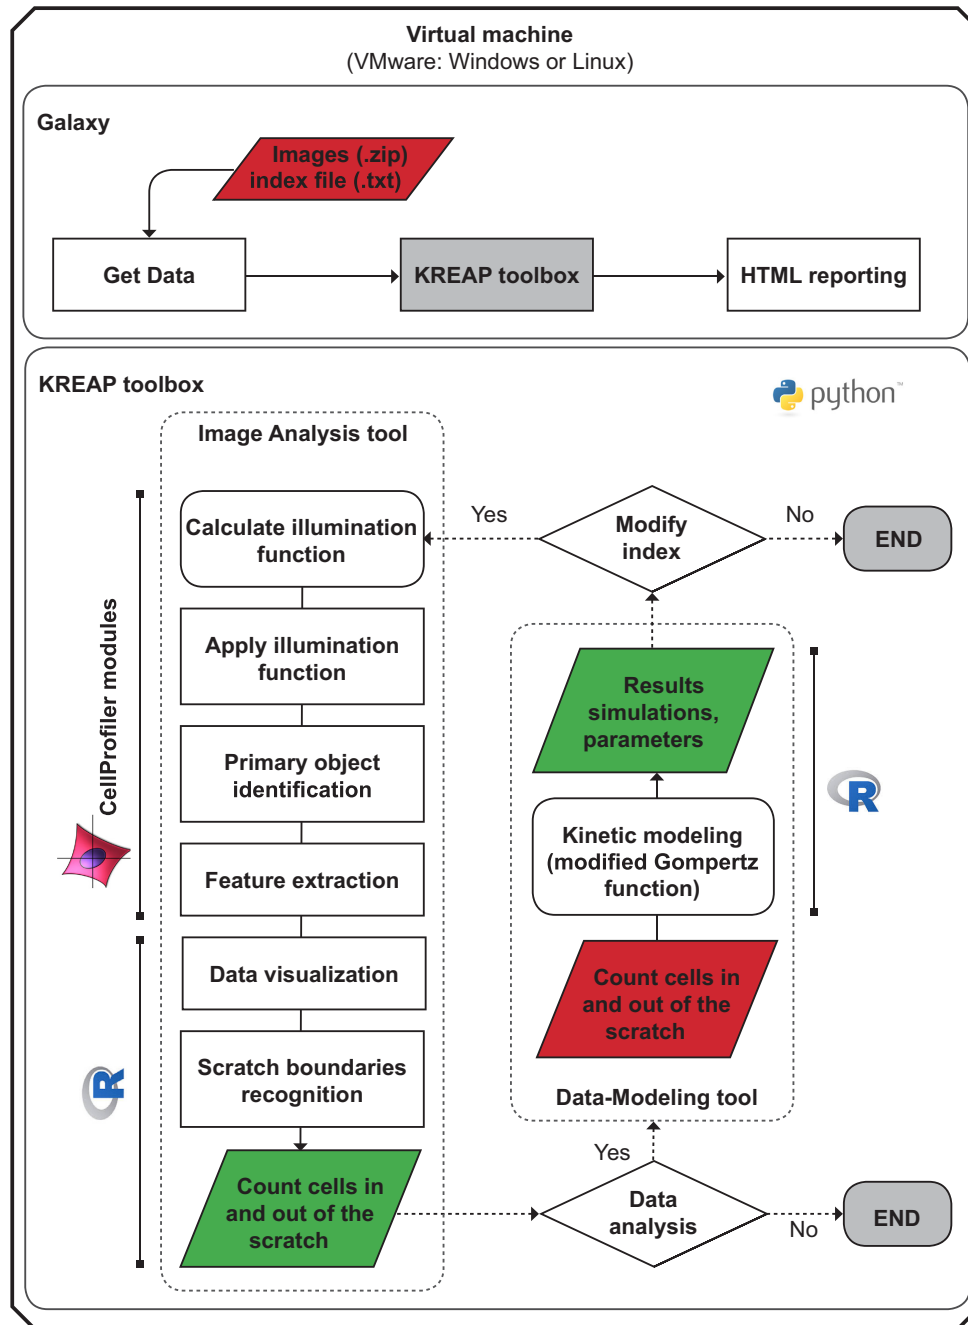 Virtual machine
(VMware: Windows or Linux)
Galaxy
Images (.zip)
index file (.txt)
Get Data
KREAP toolbox
HTML reporting
KREAP toolbox
python™
Image Analysis tool
CellProfiler modules
Calculate illumination
function
Apply illumination
function
Primary object
identification
Feature extraction
Data visualization
Scratch boundaries
recognition
R
Count cells in
and out of the
scratch
Yes
Modify
index
No
END
Results
simulations,
parameters
Kinetic modeling
(modified Gompertz
function)
R
Count cells in
and out of the
scratch
Data-Modeling tool
Yes
Data
analysis
No
END